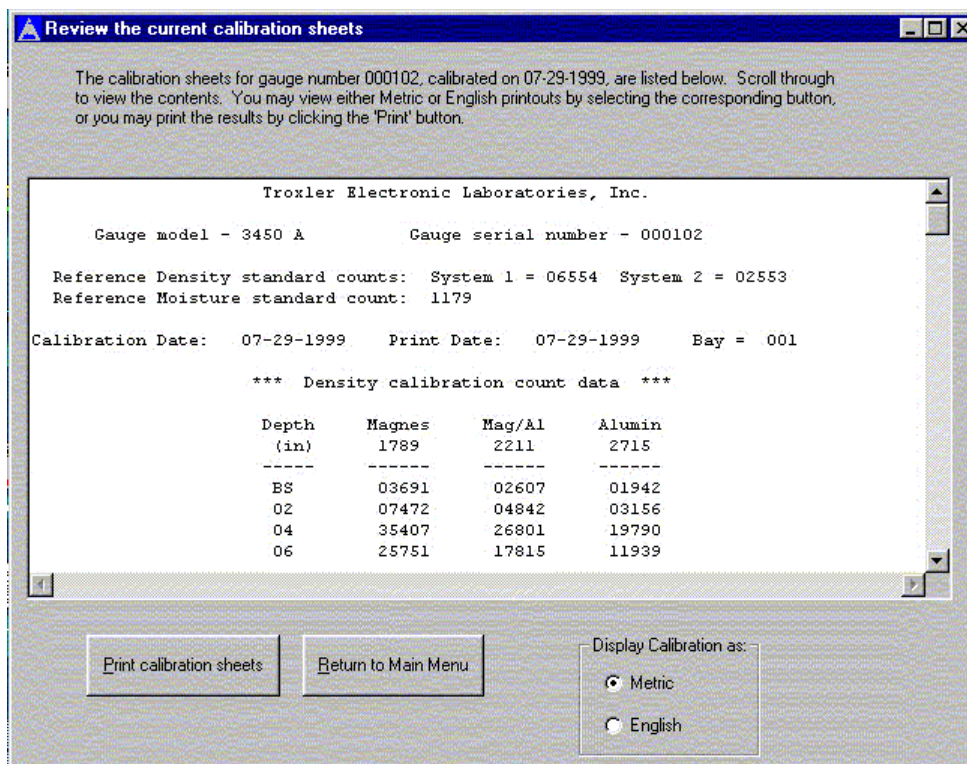 Review the current calibration sheets
The calibration sheets for gauge number 000102, calibrated on 07-29-1999, are listed below. Scroll through
to view the contents. You may view either Metric or English printouts by selecting the corresponding button,
or you may print the results by clicking the 'Print' button.
Troxler Electronic Laboratories, Inc.
Gauge model - 3450 A Gauge serial number - 000102
Reference Density standard counts: System 1 = 06554 System 2 = 02553
Reference Moisture standard count: 1179
Calibration Date: 07-29-1999 Print Date: 07-29-1999 Bay = 001
*** Density calibration count data ***
Depth Magnes Mag/Al Alumin
(in) 1789 2211 2715
----- ------ ------ ------
BS 03691 02607 01942
02 07472 04842 03156
04 35407 26801 19790
06 25751 17815 11939
Print calibration sheets
Return to Main Menu
Display Calibration as:
Metric
English